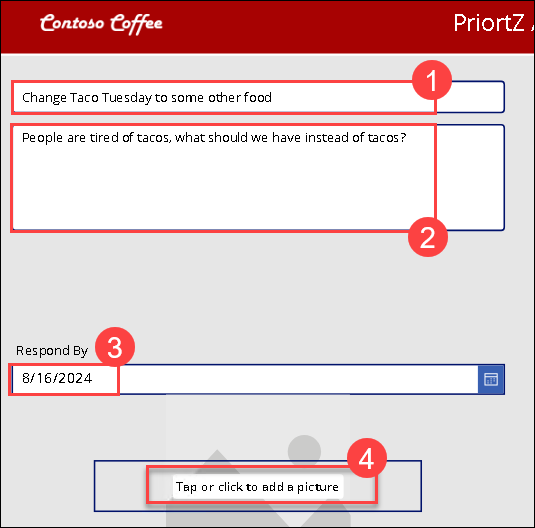 Contoso Coffee
PriortZ A
1
Change Taco Tuesday to some other food
People are tired of tacos, what should we have instead of tacos?
2
Respond By
3
8/16/2024
4
Tap or click to add a picture